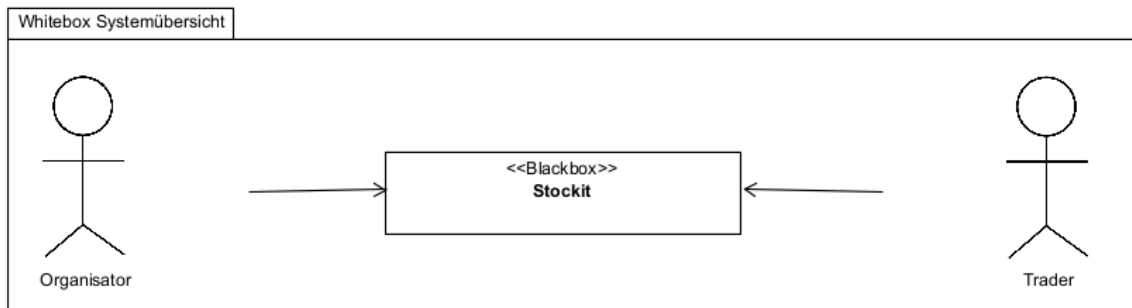 Whitebox Systemübersicht
<<Blackbox>>
Stockit
Organisator
Trader